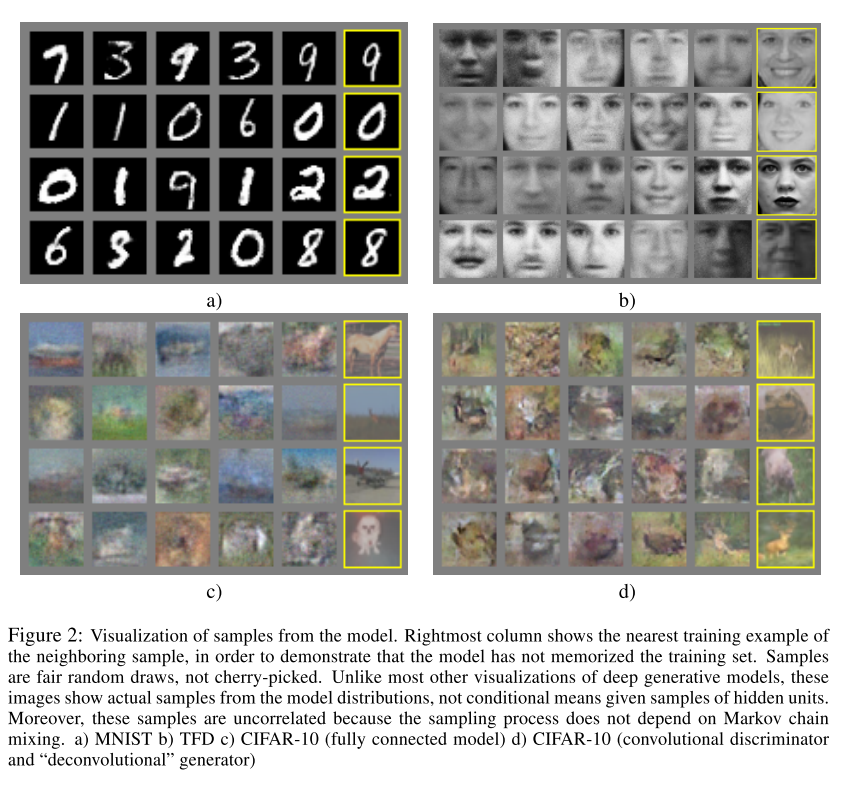 a)
b)
c)
d)
Figure 2: Visualization of samples from the model. Rightmost column shows the nearest training example of
the neighboring sample, in order to demonstrate that the model has not memorized the training set. Samples
are fair random draws, not cherry-picked. Unlike most other visualizations of deep generative models, these
images show actual samples from the model distributions, not conditional means given samples of hidden units.
Moreover, these samples are uncorrelated because the sampling process does not depend on Markov chain
mixing. a) MNIST b) TFD c) CIFAR-10 (fully connected model) d) CIFAR-10 (convolutional discriminator
and “deconvolutional” generator)